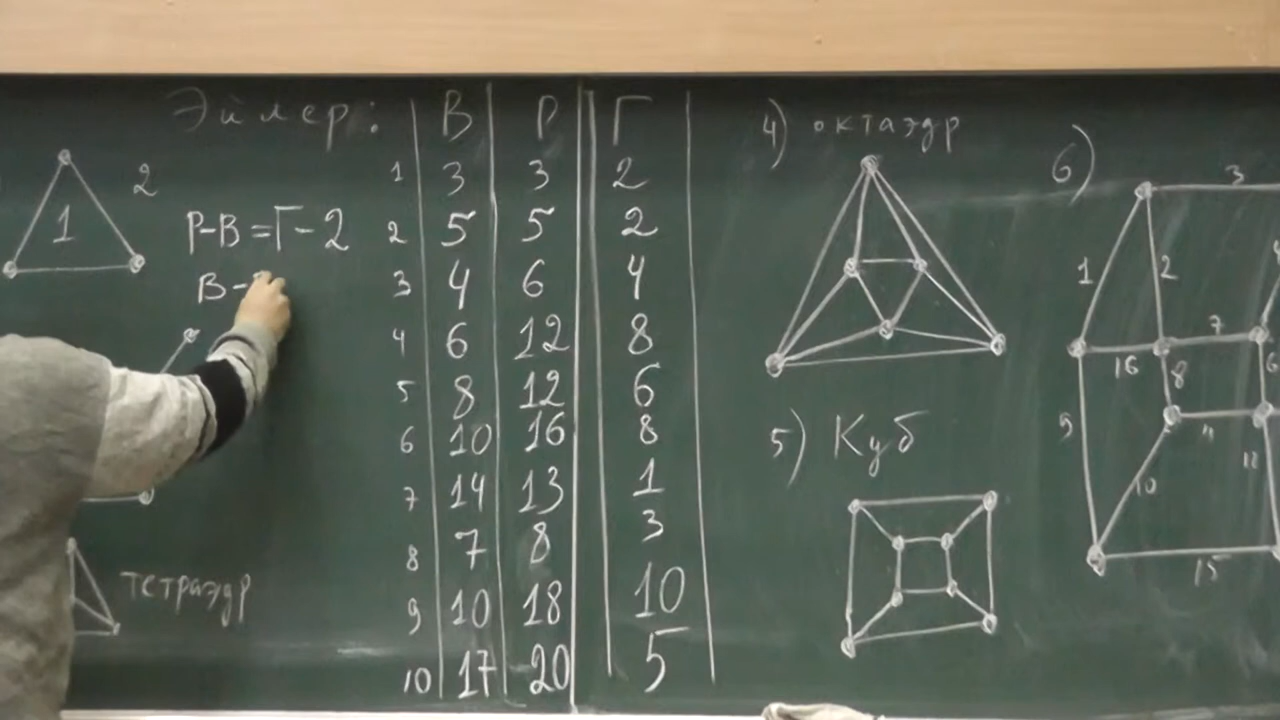 Эйлер:
В Р Г
1 3 3 2
2 5 5 2
3 4 6 4
4 6 12 8
5 8 12 6
6 10 16 8
7 14 13 1
8 7 8 3
9 10 18 10
10 17 20 5
1 2
Р-В=Г-2
В-
тетраэдр
4) октаэдр
5) Куб
6)
3
1 2
7
16 8 6
9 11
10 12
15